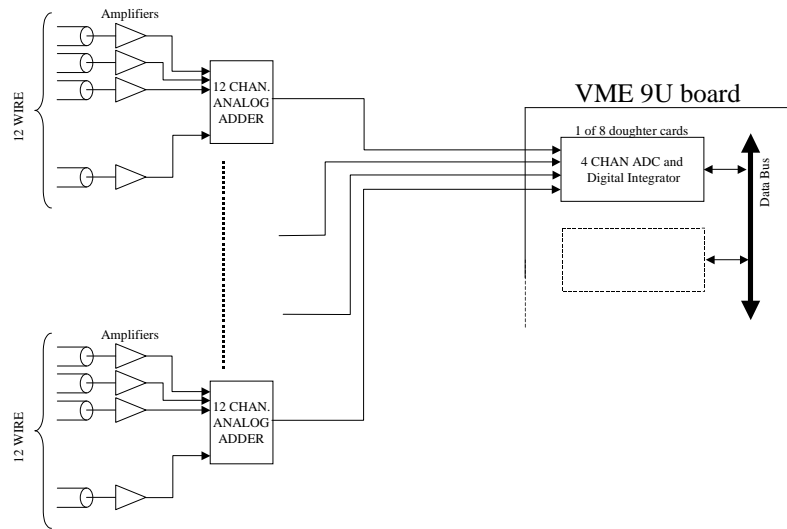 Amplifiers
12 WIRE
12 CHAN.
ANALOG
ADDER
VME 9U board
1 of 8 doughter cards
4 CHAN ADC and
Digital Integrator
Data Bus
Amplifiers
12 WIRE
12 CHAN.
ANALOG
ADDER